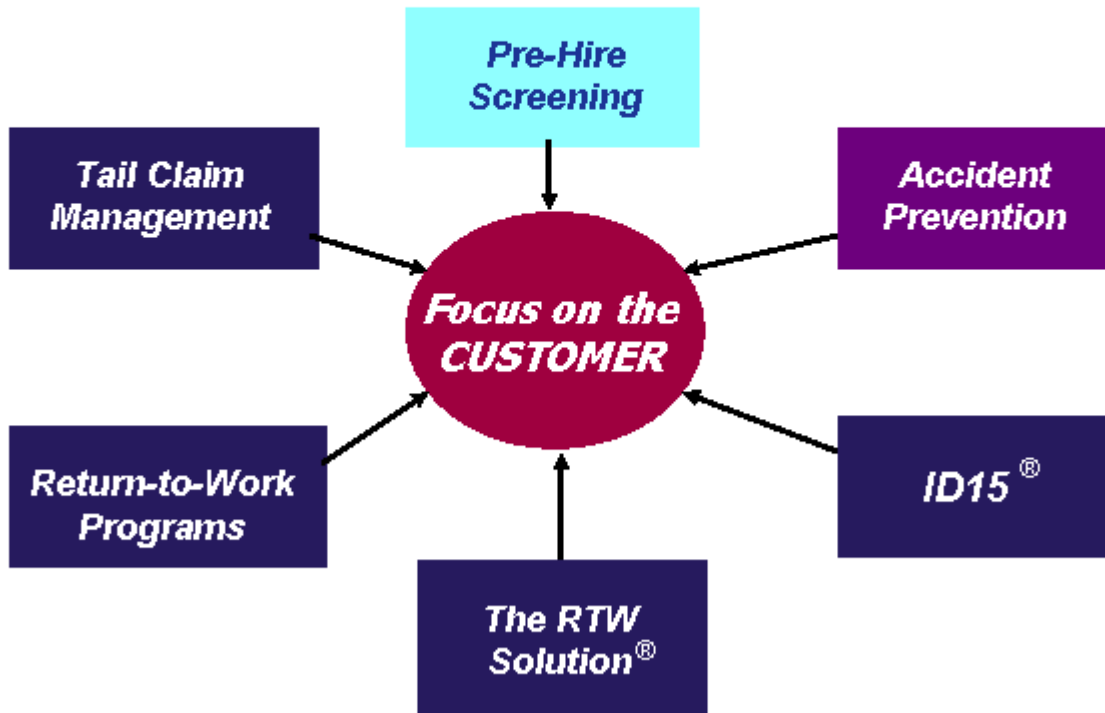 Pre-Hire
Screening
Tail Claim
Management
Accident
Prevention
Focus on the
CUSTOMER
Return-to-Work
Programs
ID15 ®
The RTW
Solution®